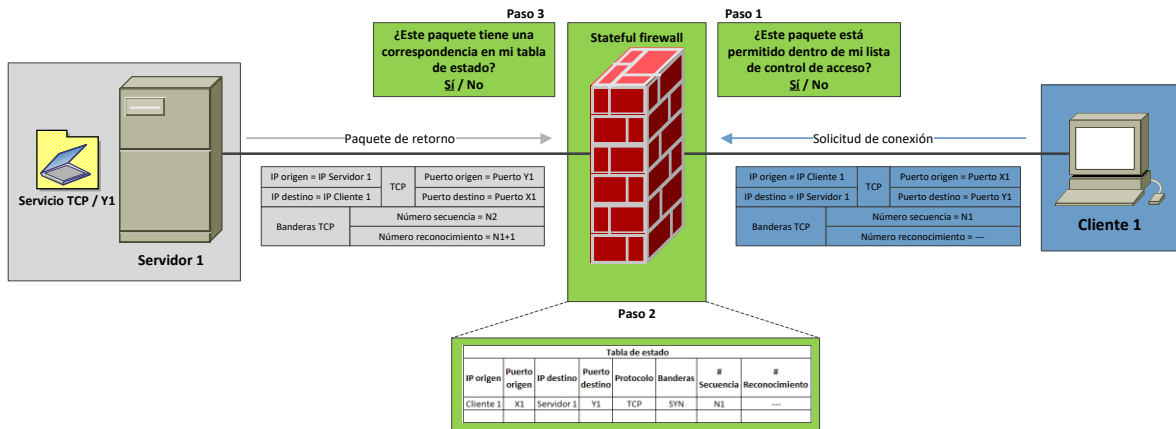 Paso 3
Paso 1
¿Este paquete tiene una
correspondencia en mi tabla
de estado?
Sí / No
Stateful firewall
¿Este paquete está
permitido dentro de mi lista
de control de acceso?
Sí / No
Paquete de retorno
Solicitud de conexión
Servicio TCP / Y1
Servidor 1
IP origen = IP Servidor 1
TCP
Puerto origen = Puerto Y1
IP destino = IP Cliente 1
Puerto destino = Puerto X1
Banderas TCP
Número secuencia = N2
Número reconocimiento = N1+1
IP origen = IP Cliente 1
TCP
Puerto origen = Puerto X1
IP destino = IP Servidor 1
Puerto destino = Puerto Y1
Banderas TCP
Número secuencia = N1
Número reconocimiento = ---
Cliente 1
Paso 2
Tabla de estado
IP origen Puerto origen IP destino Puerto destino Protocolo Banderas # Secuencia # Reconocimiento
Cliente 1 X1 Servidor 1 Y1 TCP SYN N1 ---